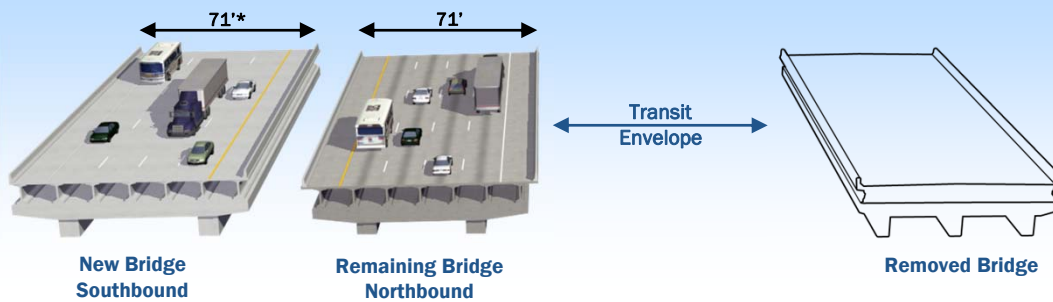 71'*
71'
Transit
Envelope
New Bridge
Southbound
Remaining Bridge
Northbound
Removed Bridge